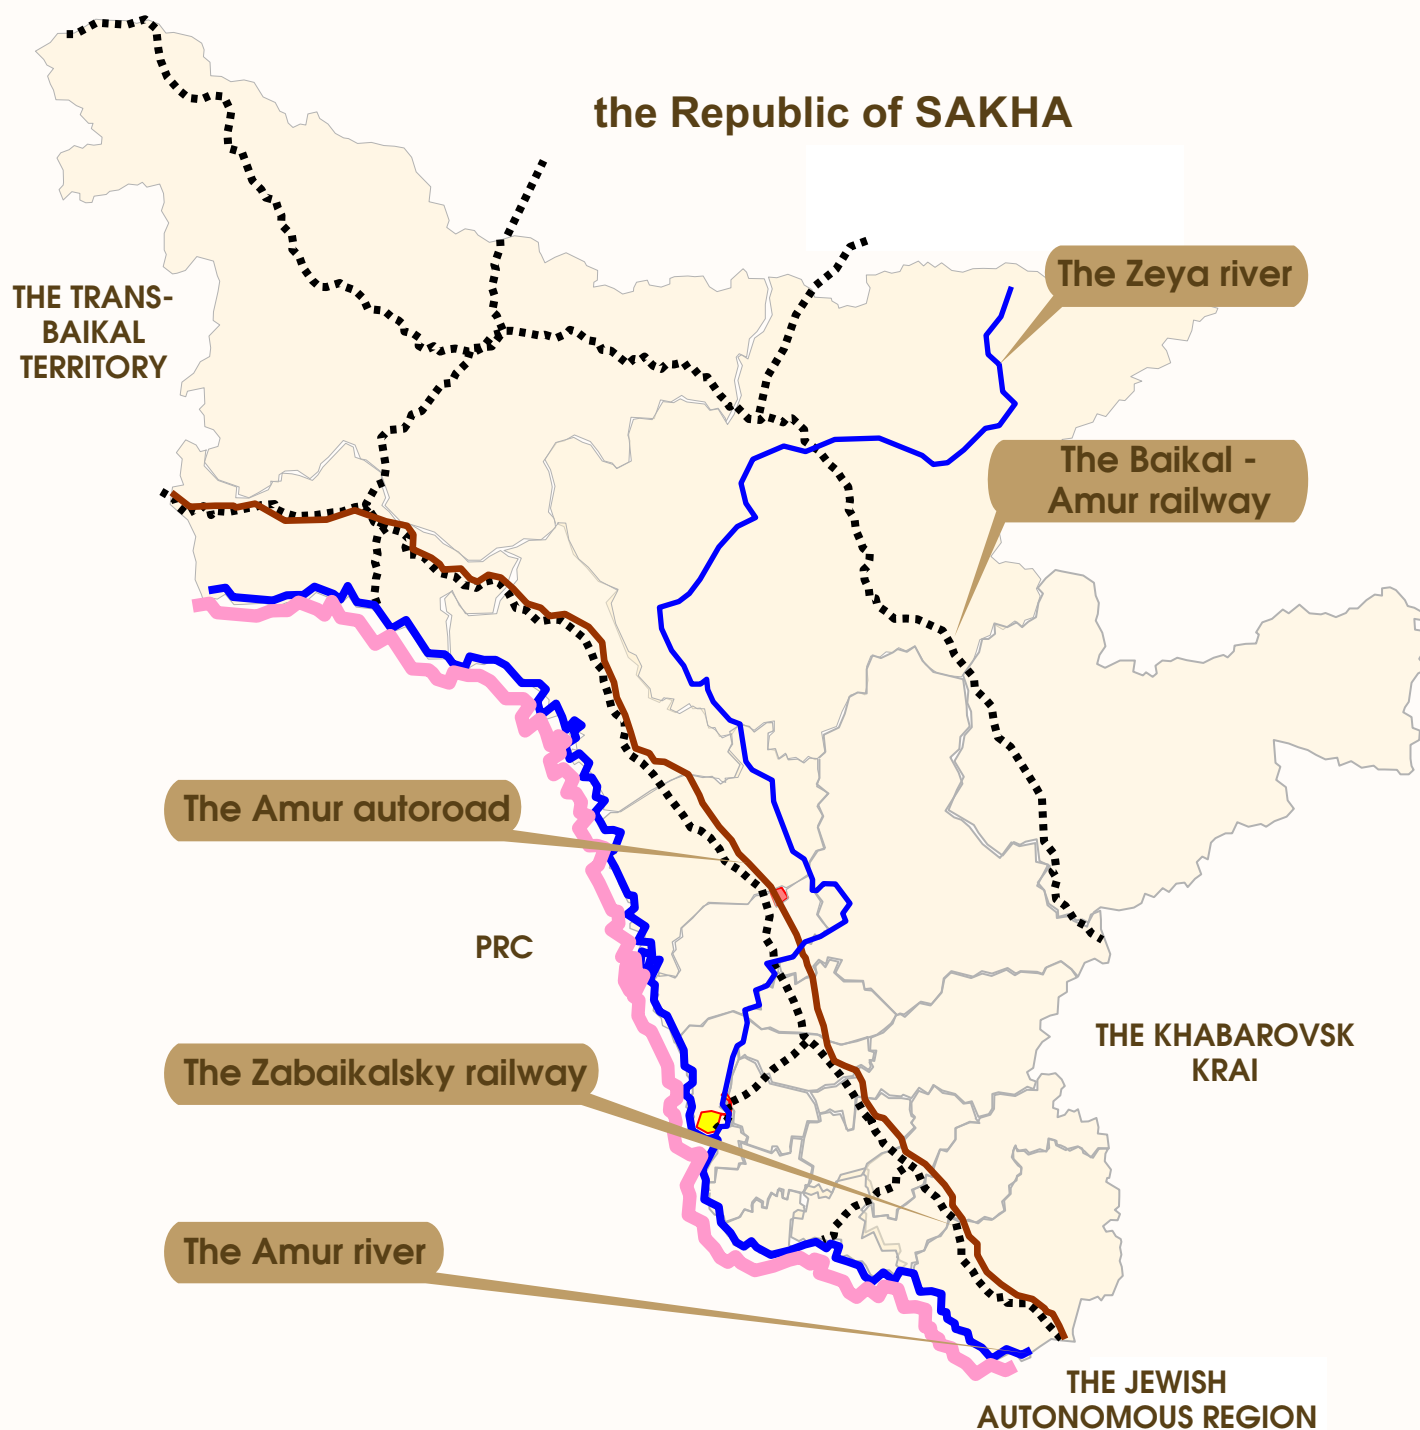 the Republic of SAKHA
The Zeya river
THE TRANS-
BAIKAL
TERRITORY
The Baikal -
Amur railway
The Amur autoroad
PRC
THE KHABAROVSK
KRAI
The Zabaikalsky railway
The Amur river
THE JEWISH
AUTONOMOUS REGION